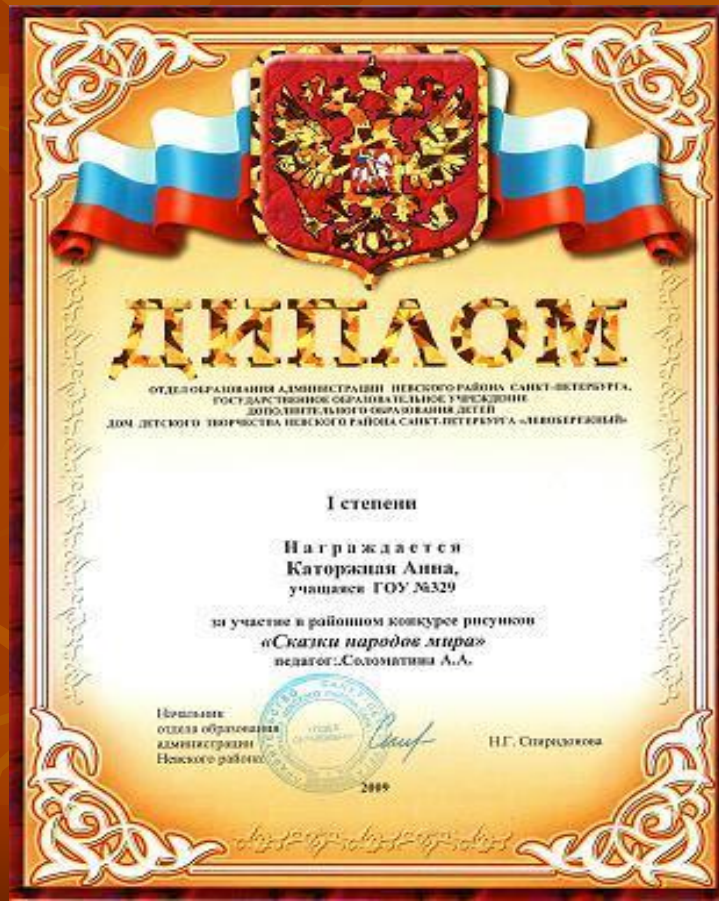 ДИПЛОМ
ОТДЕЛ ОБРАЗОВАНИЯ АДМИНИСТРАЦИИ НЕВСКОГО РАЙОНА САНКТ-ПЕТЕРБУРГА,
ГОСУДАРСТВЕННОЕ ОБРАЗОВАТЕЛЬНОЕ УЧРЕЖДЕНИЕ
ДОПОЛНИТЕЛЬНОГО ОБРАЗОВАНИЯ ДЕТЕЙ
ДОМ ДЕТСКОГО ТВОРЧЕСТВА НЕВСКОГО РАЙОНА САНКТ-ПЕТЕРБУРГА «ЛЕВОБЕРЕЖНЫЙ»
I степени
Награждается
Каторжная Анна,
учащаяся ГОУ №329
за участие в районном конкурсе рисунков
«Сказки народов мира»
педагог:.Соломатина А.А.
Начальник
отдела образования
администрации
Невского района
Н.Г. Спиридонова
2009